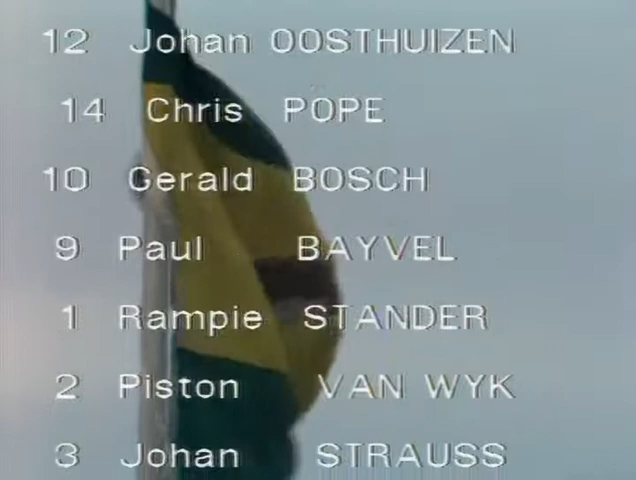 12 Johan OOSTHUIZEN
14 Chris POPE
10 Gerald BOSCH
9 Paul BAYVEL
1 Rampie STANDER
2 Piston VAN WYK
3 Johan STRAUSS